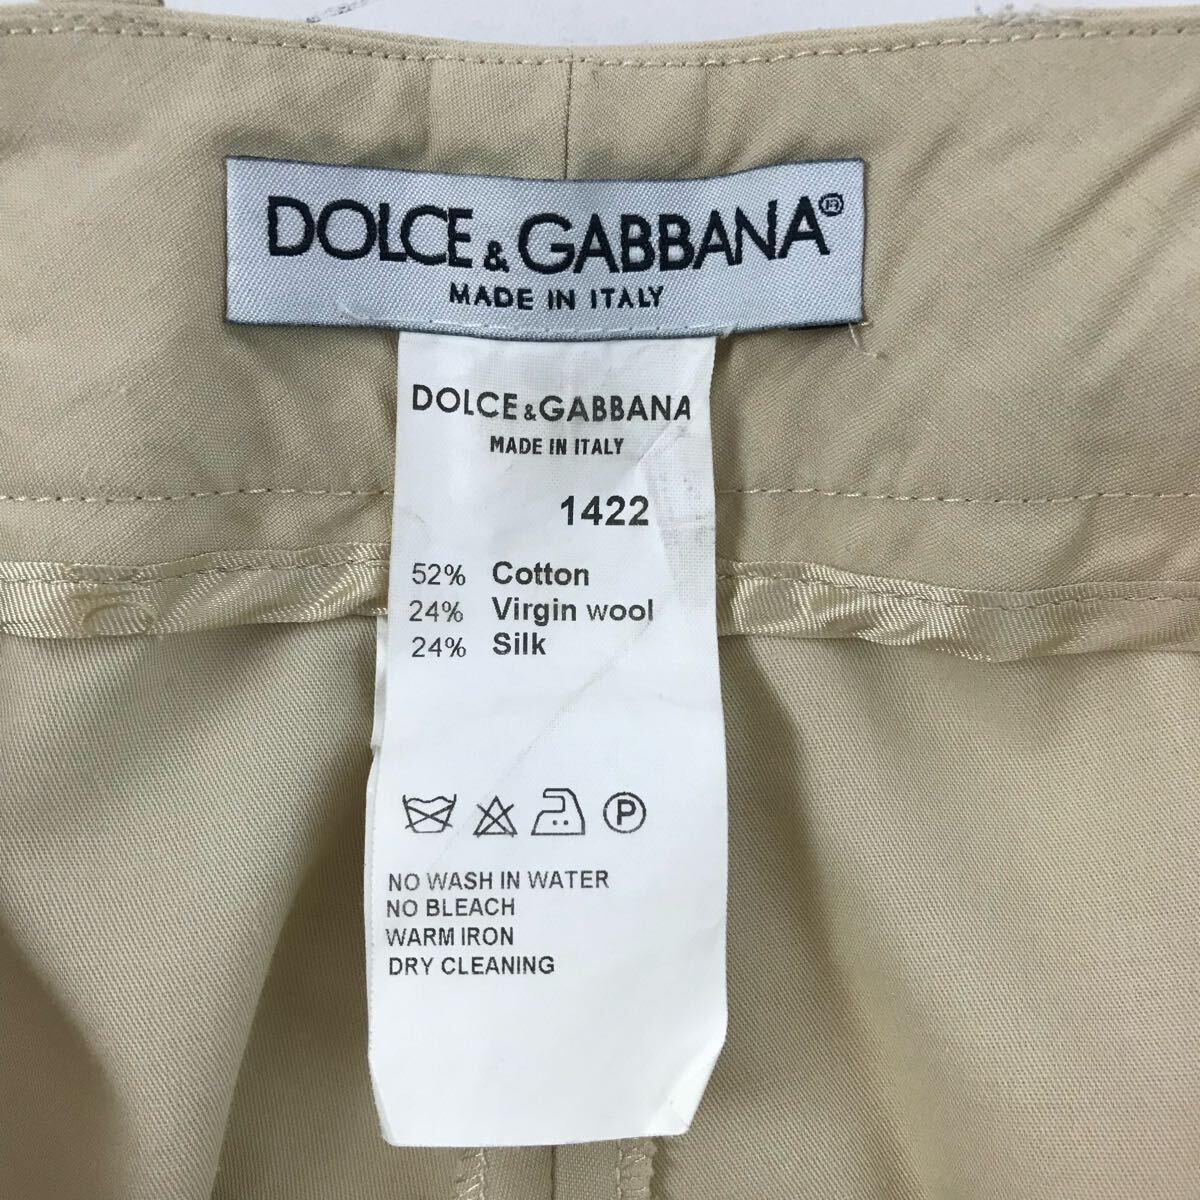 DOLCE & GABBANA®
MADE IN ITALY
DOLCE & GABBANA
MADE IN ITALY
1422
52% Cotton
24% Virgin wool
24% Silk
P
NO WASH IN WATER
NO BLEACH
WARM IRON
DRY CLEANING